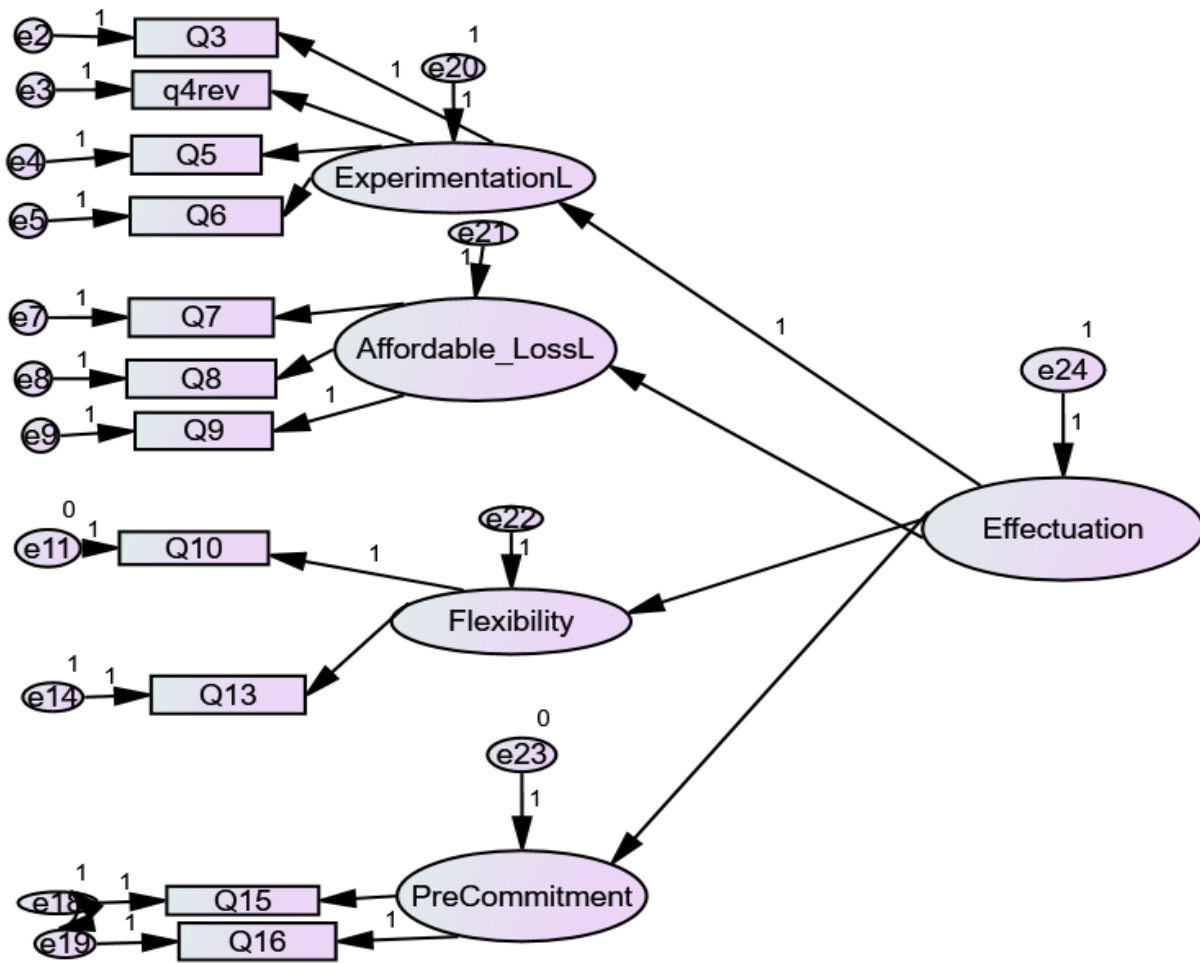 1
e2
Q3
1
1
e20
1
e3
1
q4rev
1
e4
Q5
ExperimentationL
1
e5
Q6
e21
1
1
e7
Q7
Affordable_LossL
1
1
e8
Q8
1
e24
1
1
e9
Q9
1
0
e11
1
Q10
1
e22
1
Effectuation
Flexibility
1
e14
1
Q13
0
e23
1
1
e18
1
Q15
PreCommitment
e19
1
Q16
1